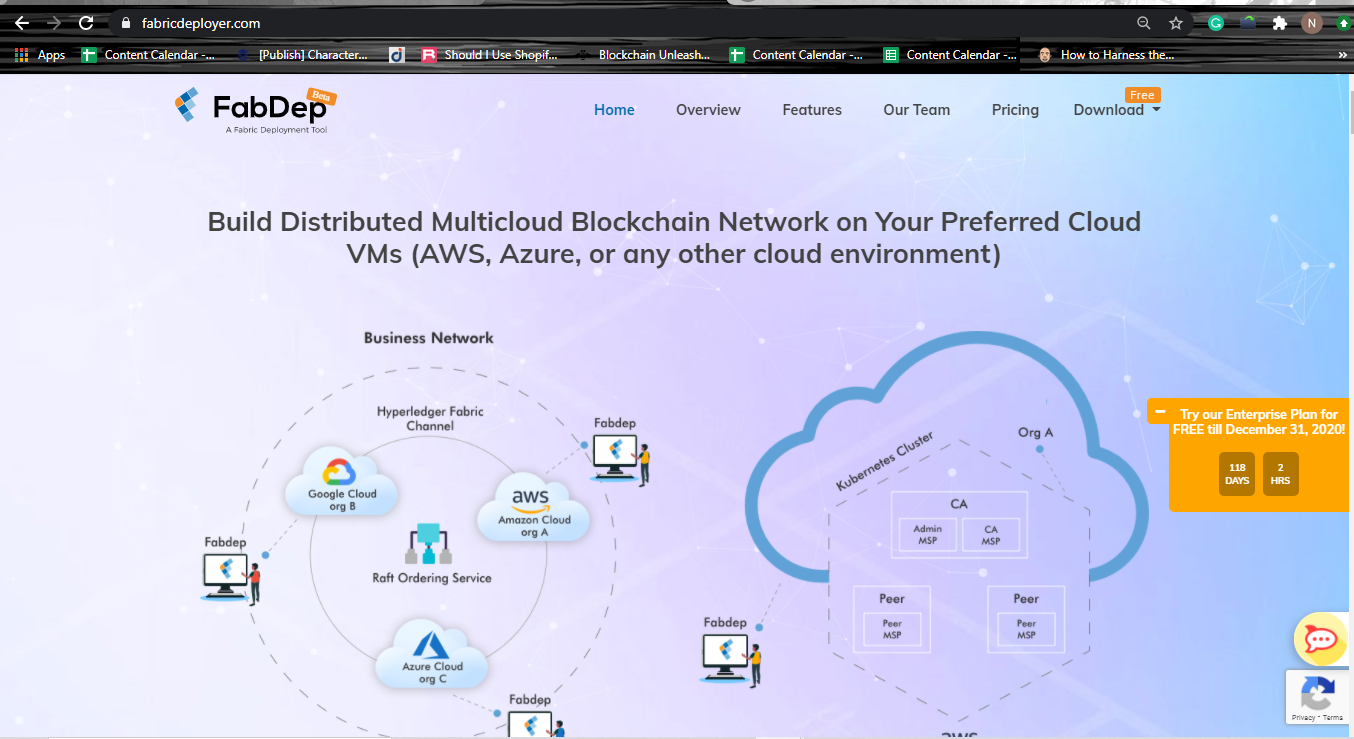 fabricdeployer.com
N
Apps
Content Calendar -...
[Publish] Character...
Should I Use Shopif...
Blockchain Unleash...
Content Calendar -...
Content Calendar -...
How to Harness the...
»
FabDep
Beta
A Fabric Deployment Tool
Home
Overview
Features
Our Team
Pricing
Download
Free
Build Distributed Multicloud Blockchain Network on Your Preferred Cloud
VMs (AWS, Azure, or any other cloud environment)
Business Network
Hyperledger Fabric
Channel
Fabdep
Google Cloud
org B
aws
Amazon Cloud
org A
Fabdep
Raft Ordering Service
Azure Cloud
org C
Fabdep
Kubernetes Cluster
Org A
CA
Admin
MSP
CA
MSP
Peer
Peer
MSP
Peer
Peer
MSP
Fabdep
aws
Try our Enterprise Plan for
FREE till December 31, 2020!
118
DAYS
2
HRS
Privacy - Terms